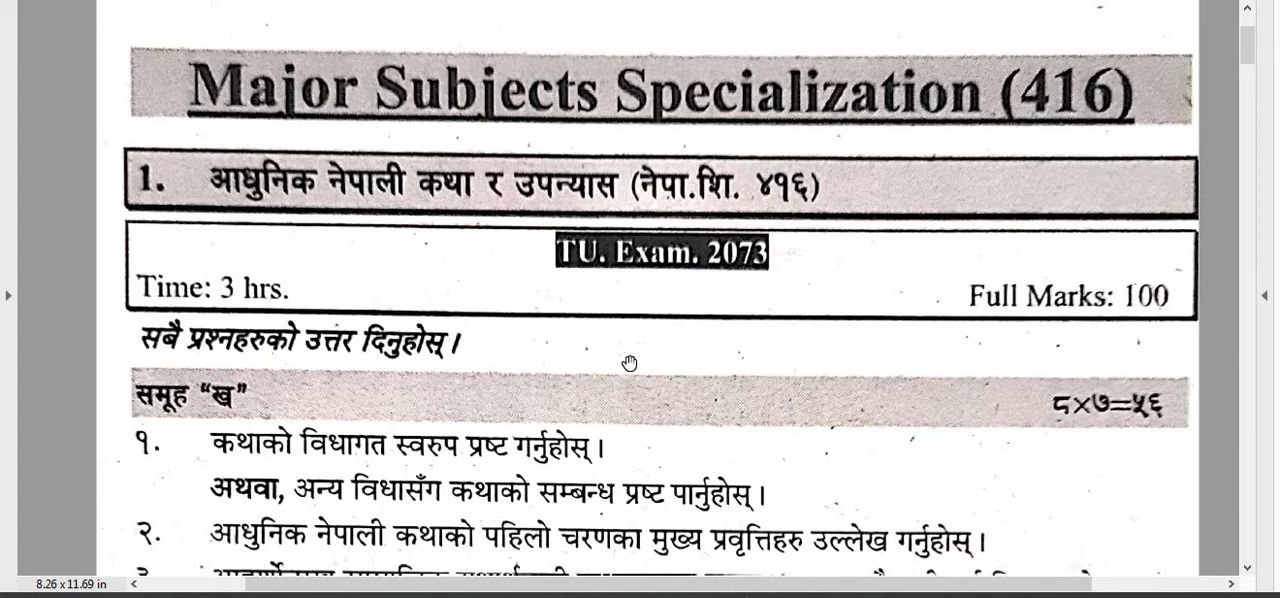 Major Subjects Specialization (416)
1. आधुनिक नेपाली कथा र उपन्यास (नेपा.शि. ४१६)
TU. Exam. 2073
Time: 3 hrs. Full Marks: 100
सबै प्रश्नहरुको उत्तर दिनुहोस् ।
समूह “ख” ८×७=५६
१. कथाको विधागत स्वरुप प्रष्ट गर्नुहोस् ।
अथवा, अन्य विधासँग कथाको सम्बन्ध प्रष्ट पार्नुहोस् ।
२. आधुनिक नेपाली कथाको पहिलो चरणका मुख्य प्रवृत्तिहरु उल्लेख गर्नुहोस् ।
8.26 x 11.69 in